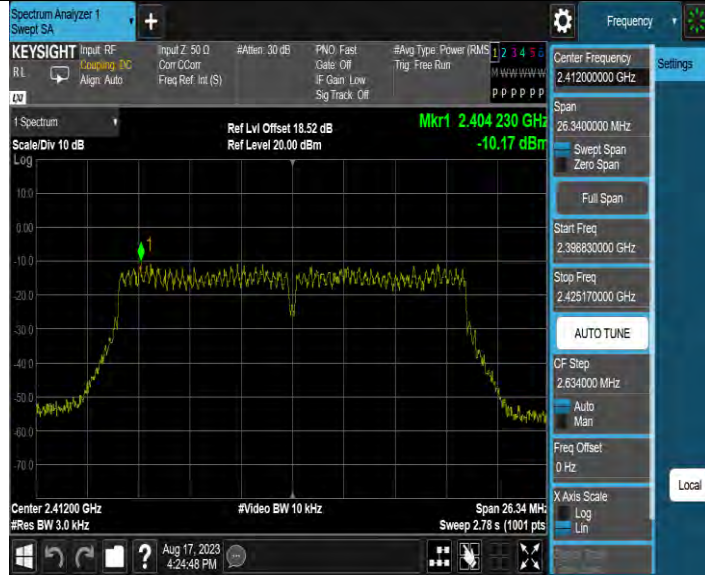 Spectrum Analyzer 1
Swept SA
+
Frequency
KEYSIGHT
RL
LXI
Input: RF
Coupling: DC
Align: Auto
Input Z: 50 Ω
Corr CCorr
Freq Ref: Int (S)
#Atten: 30 dB
PNO: Fast
Gate: Off
IF Gain: Low
Sig Track: Off
#Avg Type: Power (RMS
Trig: Free Run
1 2 3 4 5 6
M W W W W W
P P P P P P
Settings
Center Frequency
2.412000000 GHz
Span
26.3400000 MHz
Swept Span
Zero Span
Full Span
Start Freq
2.398830000 GHz
Stop Freq
2.425170000 GHz
AUTO TUNE
CF Step
2.634000 MHz
Auto
Man
Freq Offset
0 Hz
X Axis Scale
Log
Lin
Local
1 Spectrum
Scale/Div 10 dB
Ref Lvl Offset 18.52 dB
Ref Level 20.00 dBm
Mkr1 2.404 230 GHz
-10.17 dBm
Log
10.0
0.00
1
-10.0
-20.0
-30.0
-40.0
-50.0
-60.0
-70.0
Center 2.41200 GHz
#Res BW 3.0 kHz
#Video BW 10 kHz
Span 26.34 MHz
Sweep 2.78 s (1001 pts
?
Aug 17, 2023
4:24:48 PM